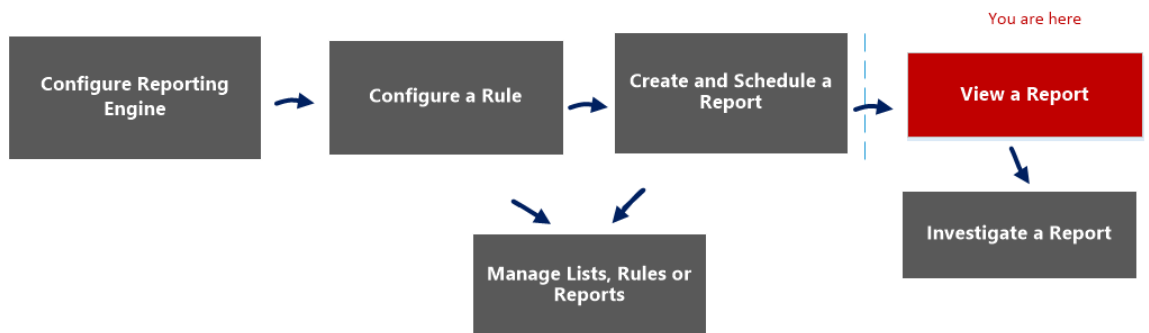 You are here
Configure Reporting
Engine
Configure a Rule
Create and Schedule a
Report
View a Report
Manage Lists, Rules or
Reports
Investigate a Report